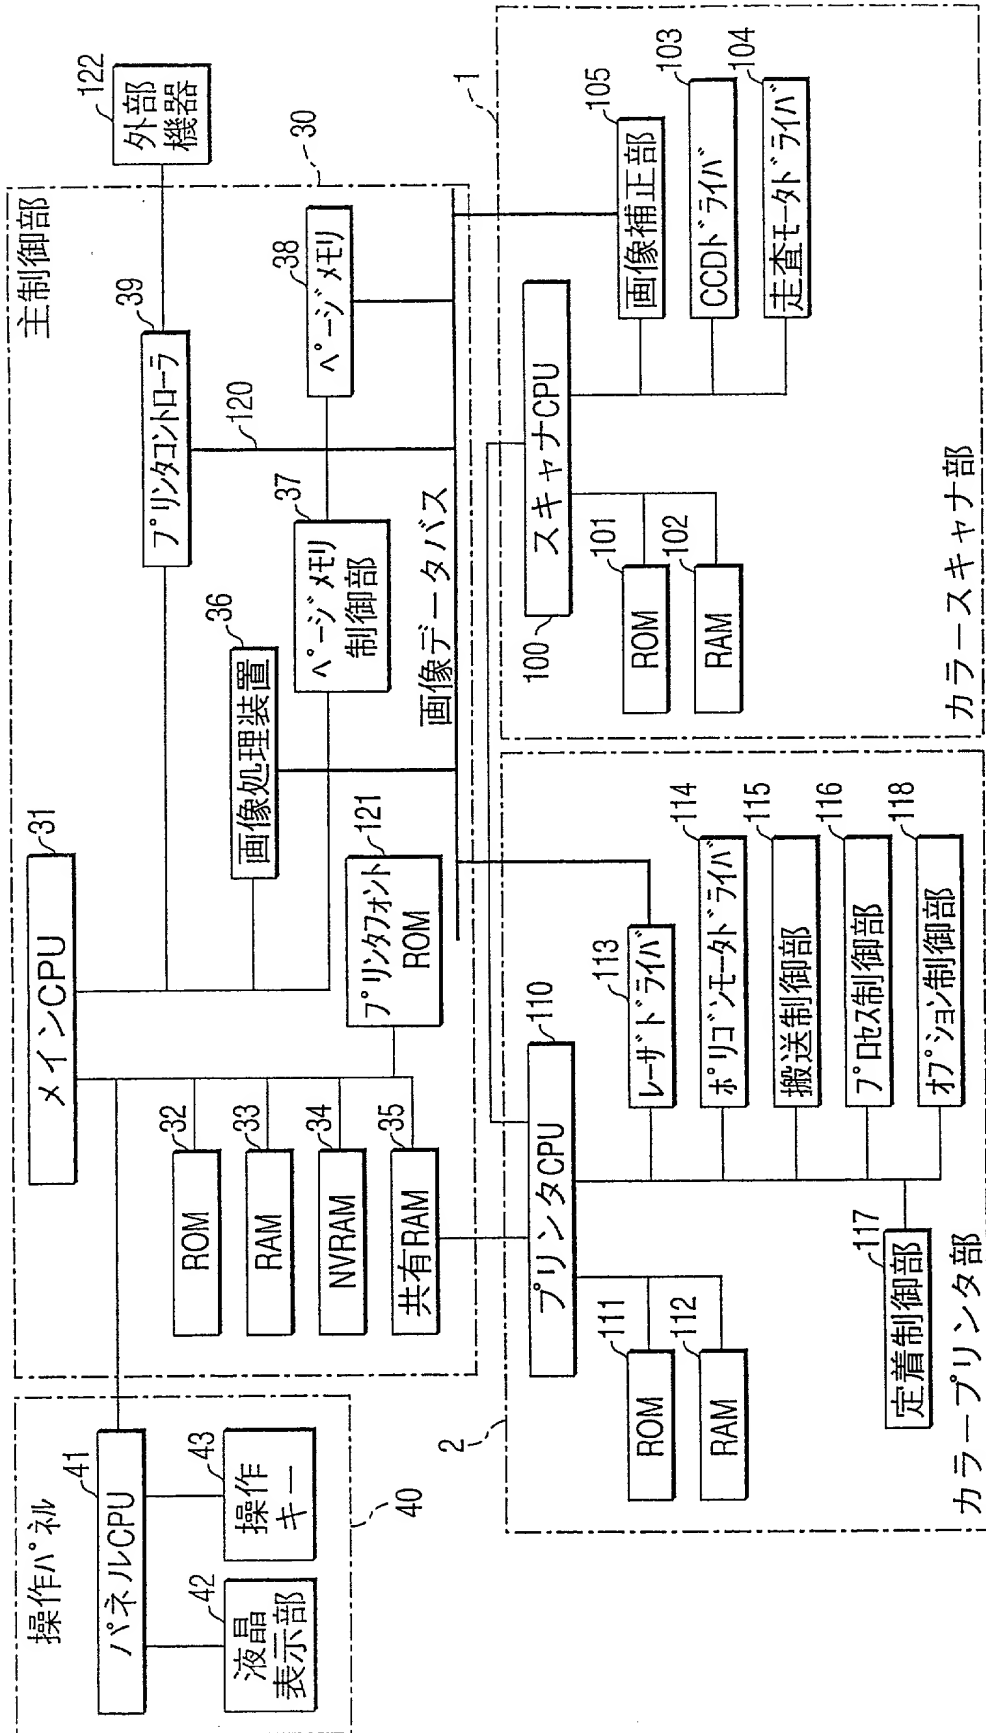 操作パネル
41
パネルCPU
42
液晶
表示部
43
操作
キー
40
主制御部
30
31
メインCPU
32
ROM
33
RAM
34
NVRAM
35
共有RAM
121
プリンタフォント
ROM
36
画像処理装置
37
ページメモリ
制御部
38
ページメモリ
39
プリンタコントローラ
120
画像データバス
122
外部
機器
2
110
プリンタCPU
111
ROM
112
RAM
113
レーザドライバ
114
ポリゴンモータドライバ
115
搬送制御部
116
プロセス制御部
117
定着制御部
118
オプション制御部
カラープリンタ部
1
100
スキャナCPU
101
ROM
102
RAM
105
画像補正部
103
CCDドライバ
104
走査モータドライバ
カラースキャナ部